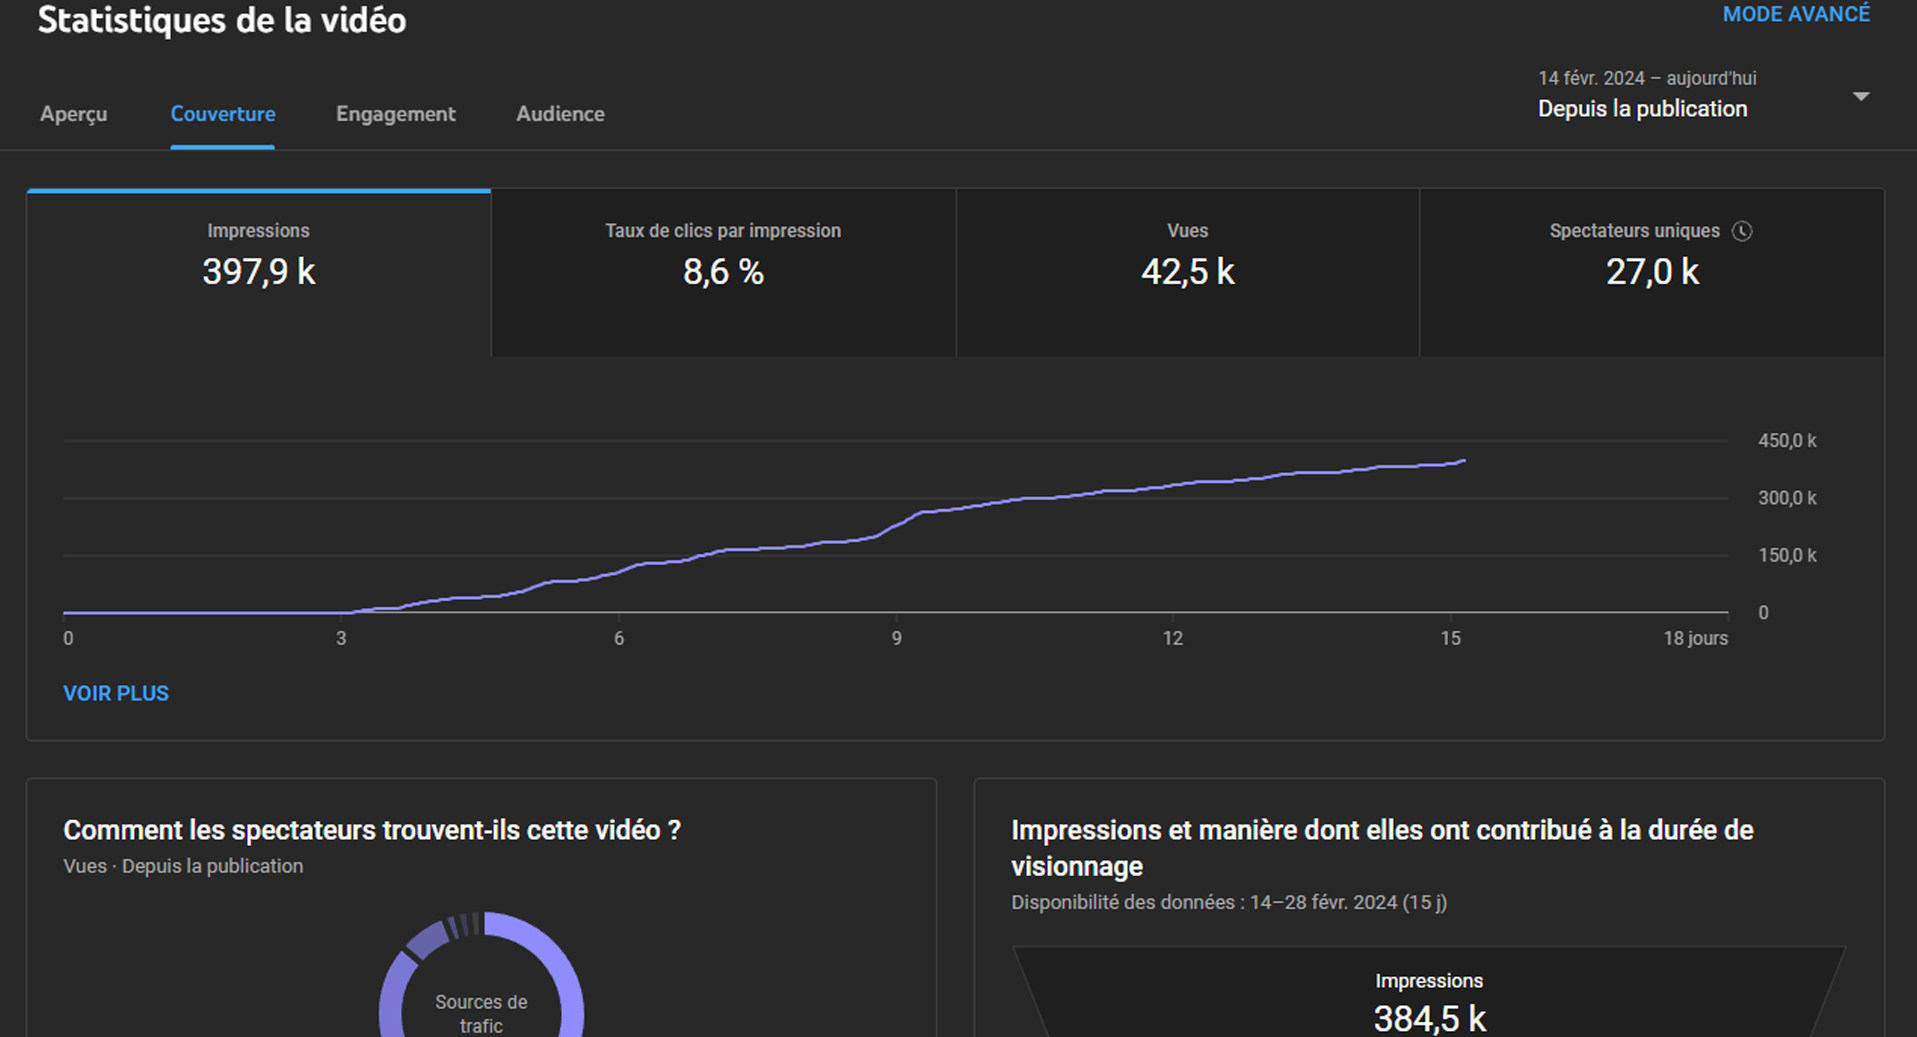 Statistiques de la vidéo
MODE AVANCÉ
14 févr. 2024 – aujourd'hui
Depuis la publication
Aperçu
Couverture
Engagement
Audience
Impressions
397,9 k
Taux de clics par impression
8,6 %
Vues
42,5 k
Spectateurs uniques
27,0 k
450,0 k
300,0 k
150,0 k
0
0
3
6
9
12
15
18 jours
VOIR PLUS
Comment les spectateurs trouvent-ils cette vidéo ?
Vues · Depuis la publication
Sources de
trafic
Impressions et manière dont elles ont contribué à la durée de
visionnage
Disponibilité des données : 14–28 févr. 2024 (15 j)
Impressions
384,5 k